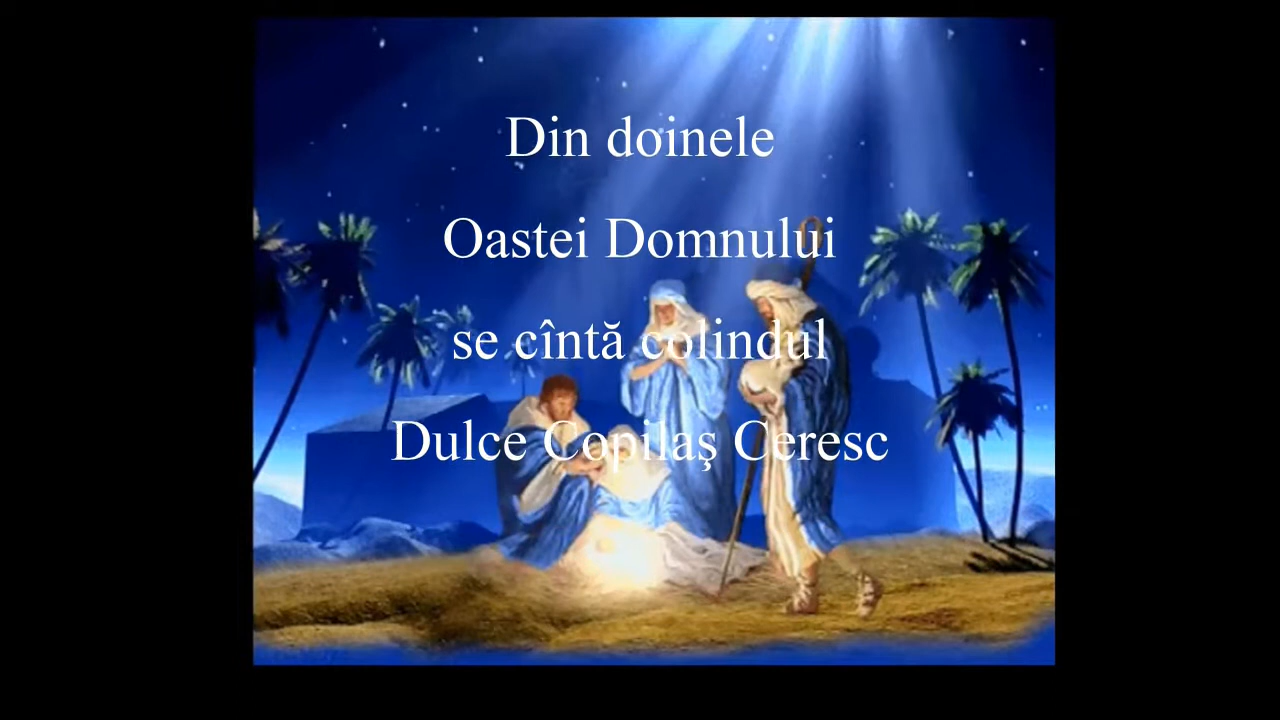 Din doinele
Oastei Domnului
se cîntă colindul
Dulce Copilaş Ceresc